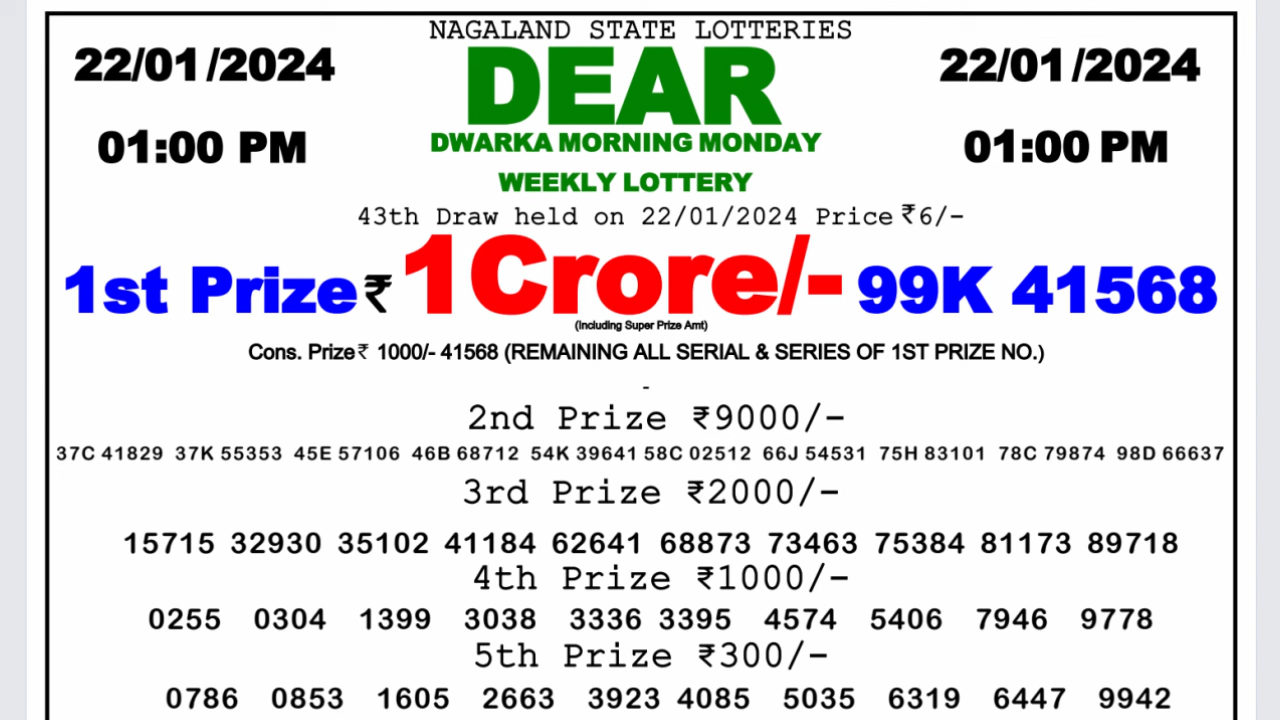 NAGALAND STATE LOTTERIES
22/01/2024 DEAR 22/01/2024
01:00 PM DWARKA MORNING MONDAY 01:00 PM
WEEKLY LOTTERY
43th Draw held on 22/01/2024 Price ₹6/-
1st Prize ₹ 1Crore/- 99K 41568
(Including Super Prize Amt)
Cons. Prize ₹ 1000/- 41568 (REMAINING ALL SERIAL & SERIES OF 1ST PRIZE NO.)
-
2nd Prize ₹9000/-
37C 41829 37K 55353 45E 57106 46B 68712 54K 39641 58C 02512 66J 54531 75H 83101 78C 79874 98D 66637
3rd Prize ₹2000/-
15715 32930 35102 41184 62641 68873 73463 75384 81173 89718
4th Prize ₹1000/-
0255 0304 1399 3038 3336 3395 4574 5406 7946 9778
5th Prize ₹300/-
0786 0853 1605 2663 3923 4085 5035 6319 6447 9942